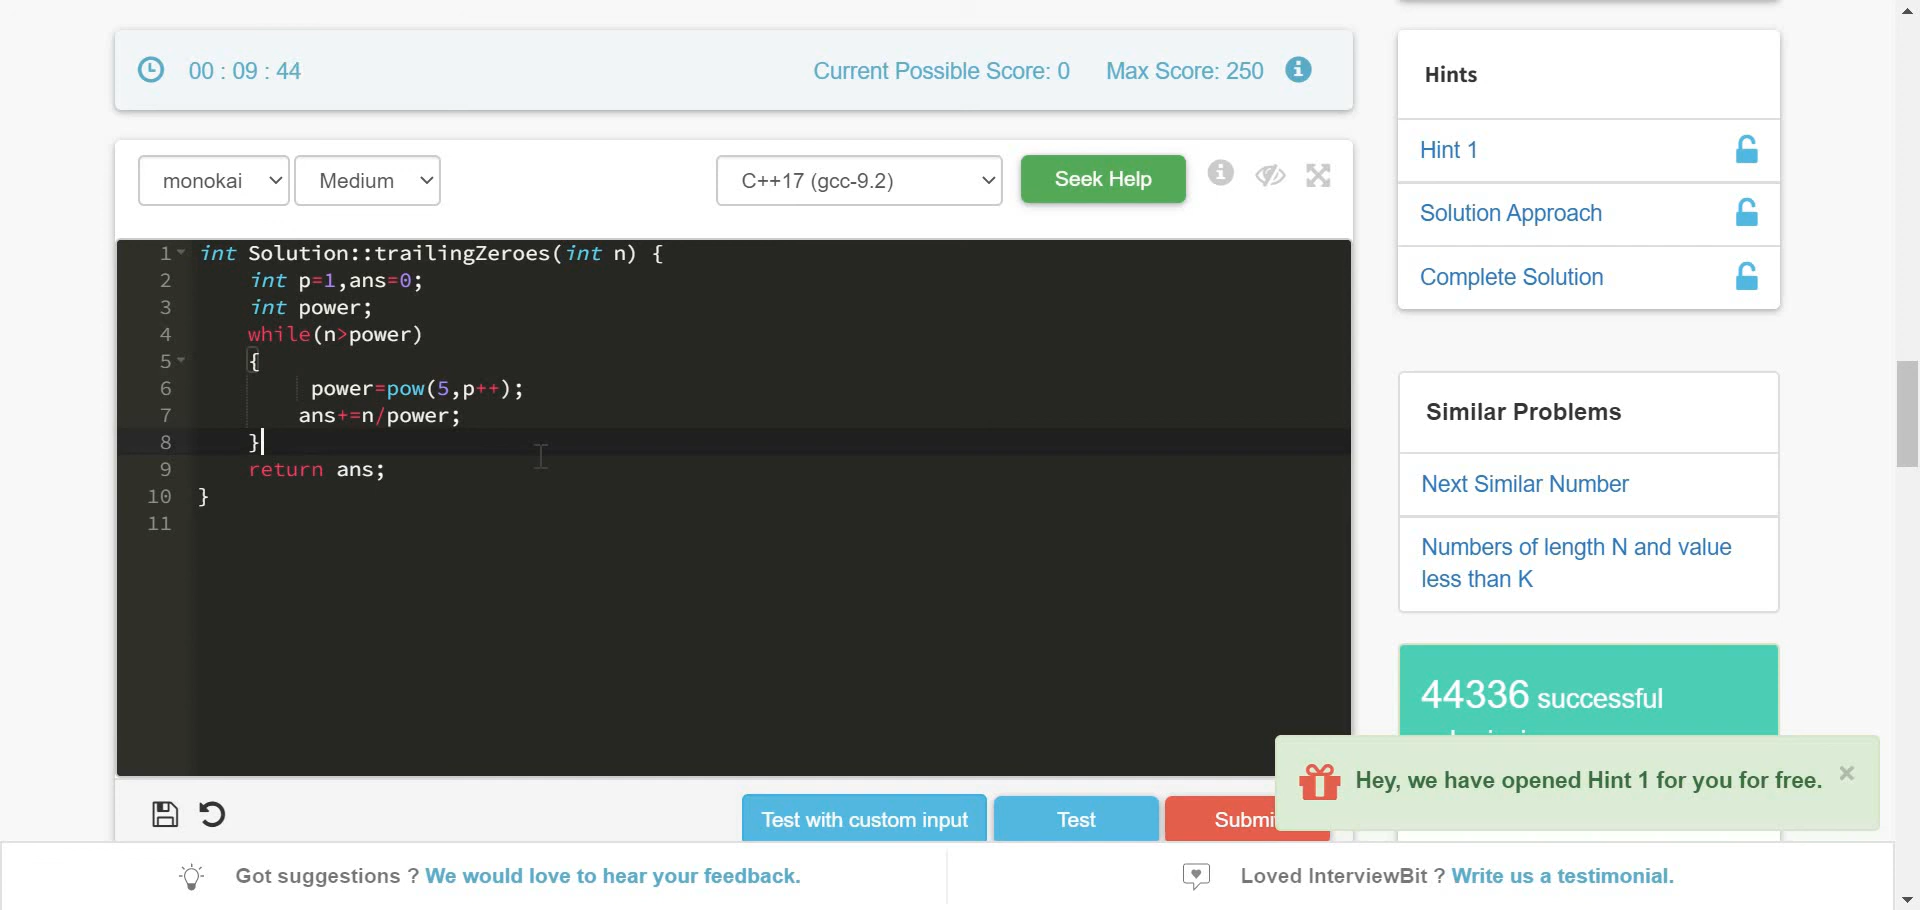 00 : 09 : 44
Current Possible Score: 0 Max Score: 250
monokai
Medium
C++17 (gcc-9.2)
Seek Help
1 int Solution::trailingZeroes(int n) {
2     int p=1,ans=0;
3     int power;
4     while(n>power)
5     {
6          power=pow(5,p++);
7         ans+=n/power;
8     }
9     return ans;
10 }
11
Test with custom input
Test
Submi
Hints
Hint 1
Solution Approach
Complete Solution
Similar Problems
Next Similar Number
Numbers of length N and value
less than K
44336 successful
Hey, we have opened Hint 1 for you for free.
Got suggestions ? We would love to hear your feedback.
Loved InterviewBit ? Write us a testimonial.